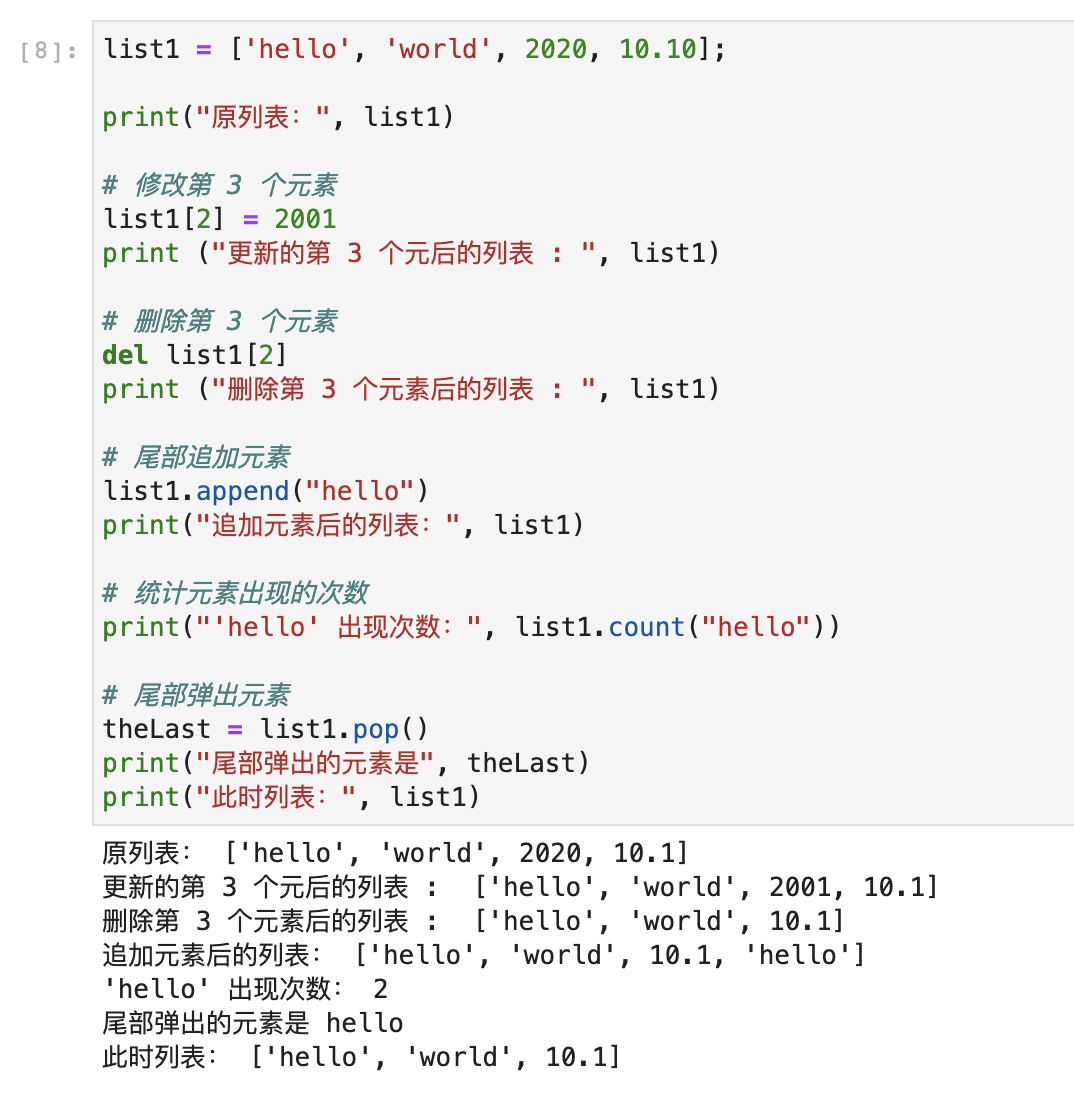 [8]:
list1 = ['hello', 'world', 2020, 10.10];
print("原列表：", list1)
# 修改第 3 个元素
list1[2] = 2001
print ("更新的第 3 个元后的列表 : ", list1)
# 删除第 3 个元素
del list1[2]
print ("删除第 3 个元素后的列表 : ", list1)
# 尾部追加元素
list1.append("hello")
print("追加元素后的列表：", list1)
# 统计元素出现的次数
print("'hello' 出现次数：", list1.count("hello"))
# 尾部弹出元素
theLast = list1.pop()
print("尾部弹出的元素是", theLast)
print("此时列表：", list1)
原列表： ['hello', 'world', 2020, 10.1]
更新的第 3 个元后的列表 :  ['hello', 'world', 2001, 10.1]
删除第 3 个元素后的列表 :  ['hello', 'world', 10.1]
追加元素后的列表： ['hello', 'world', 10.1, 'hello']
'hello' 出现次数： 2
尾部弹出的元素是 hello
此时列表： ['hello', 'world', 10.1]